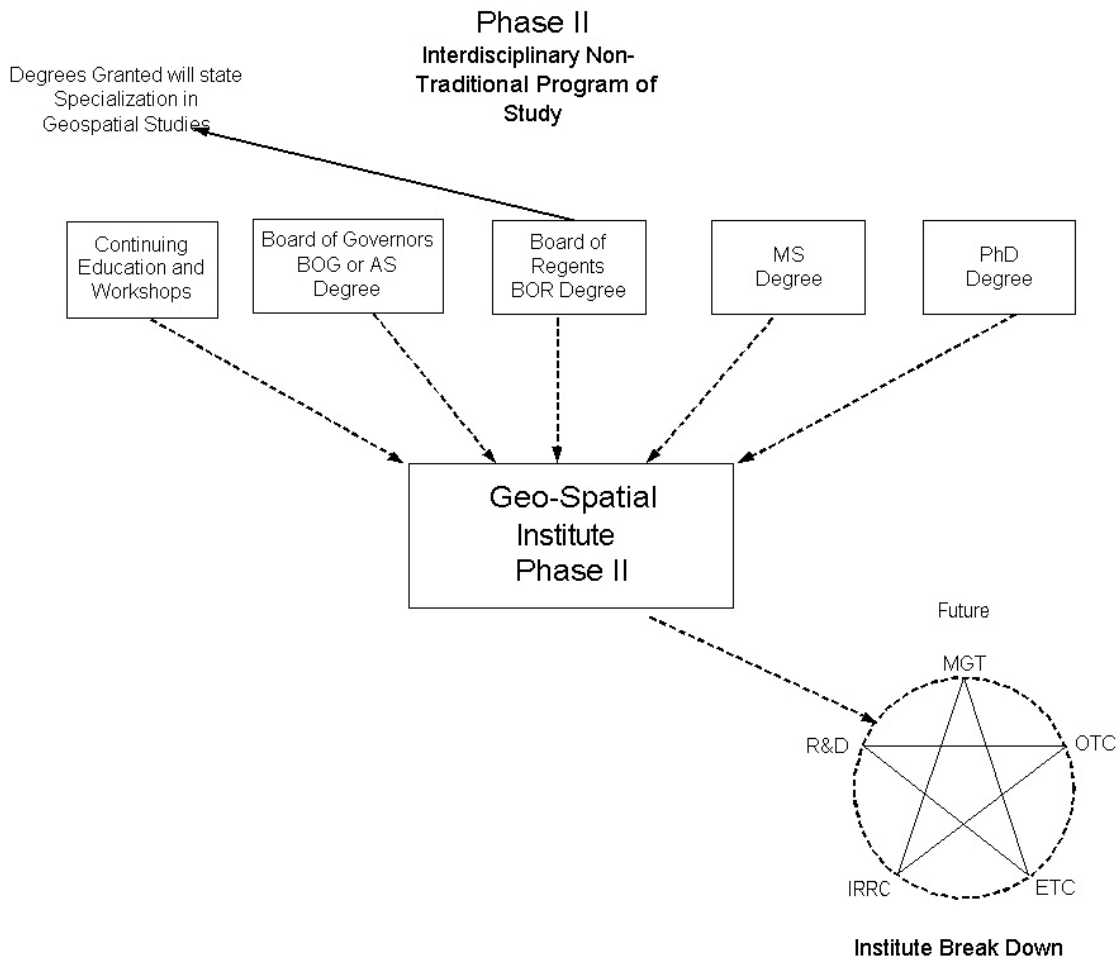 Phase II
Interdisciplinary Non-
Traditional Program of
Study
Degrees Granted will state
Specialization in
Geospatial Studies
Continuing
Education and
Workshops
Board of Governors
BOG or AS
Degree
Board of
Regents
BOR Degree
MS
Degree
PhD
Degree
Geo-Spatial
Institute
Phase II
Future
MGT
R&D
OTC
IRRC
ETC
Institute Break Down